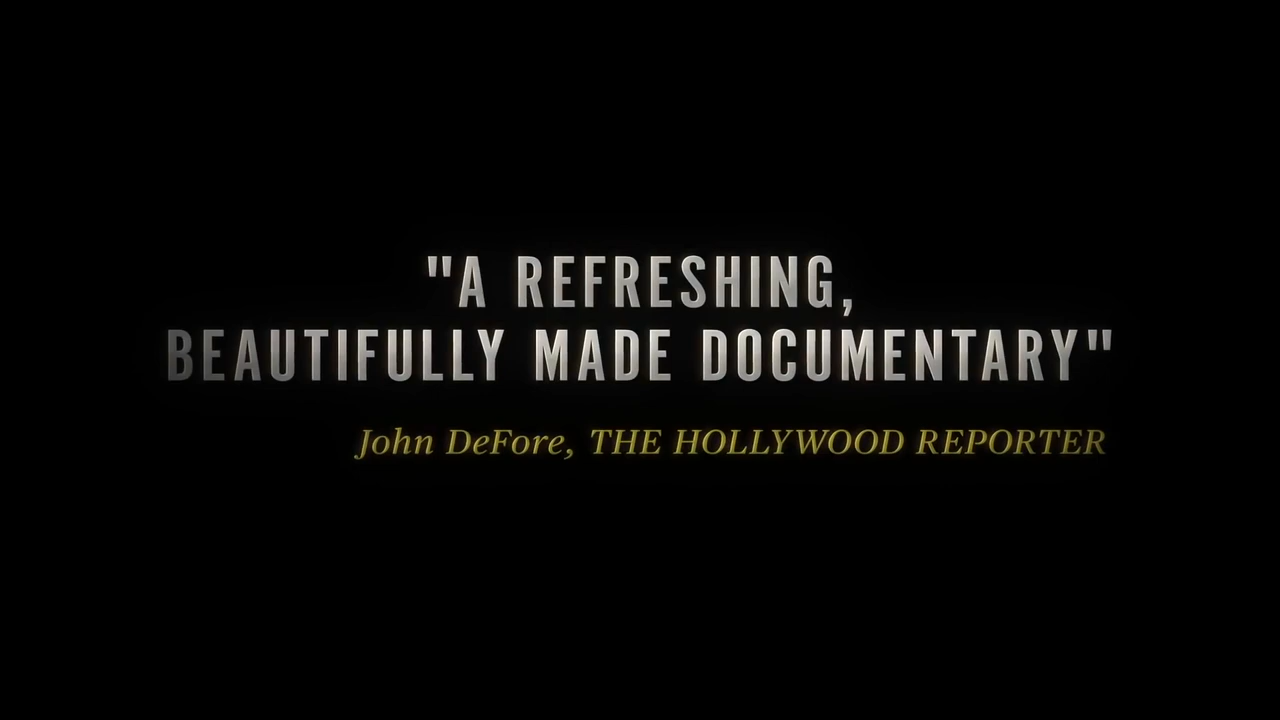 "A REFRESHING,
BEAUTIFULLY MADE DOCUMENTARY"
John DeFore, THE HOLLYWOOD REPORTER